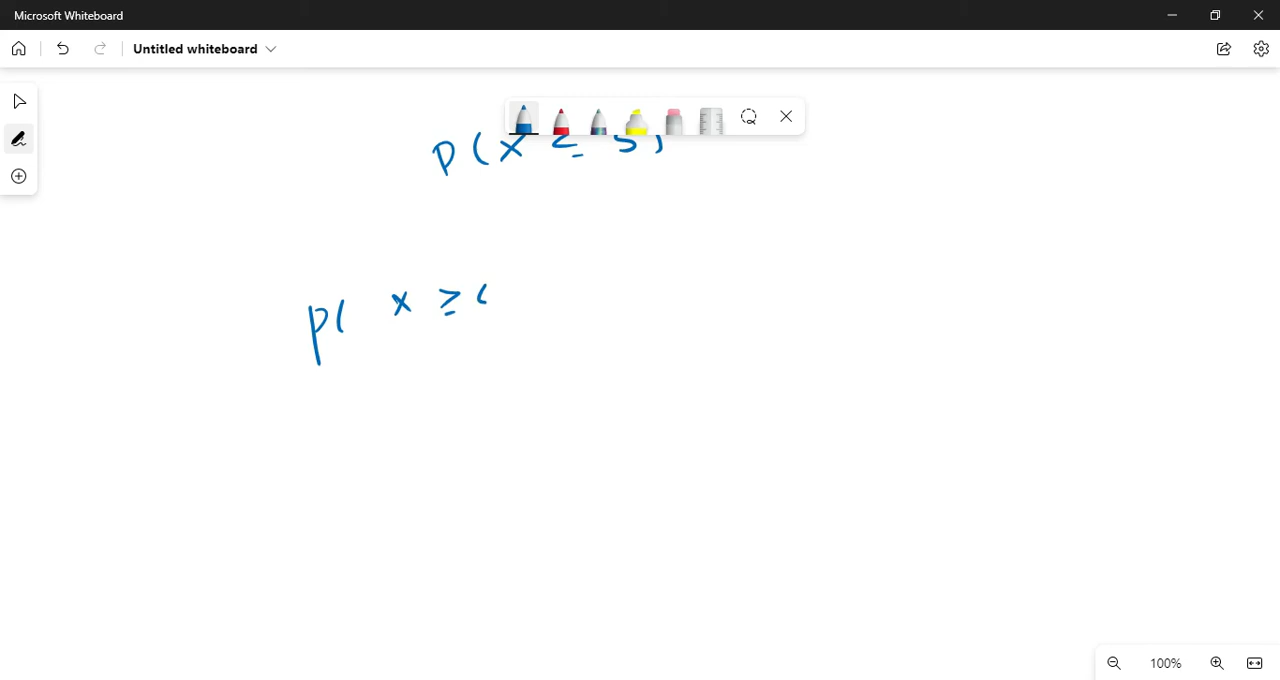 Microsoft Whiteboard
Untitled whiteboard
P(X ≤ 5)
P( x ≥ (
100%